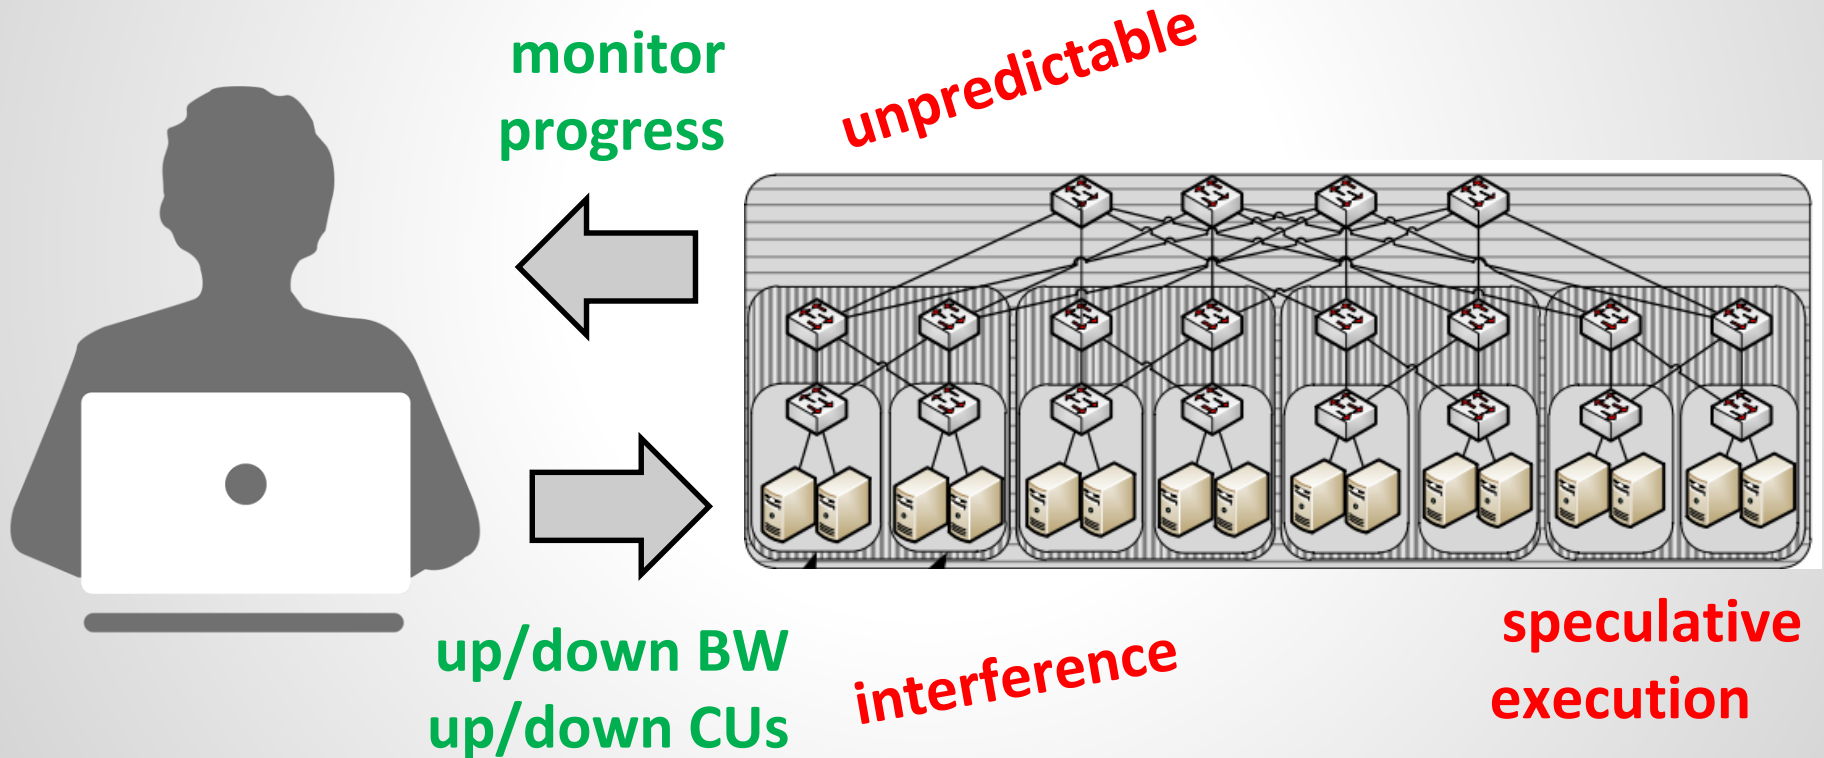 monitor
progress
unpredictable
up/down BW
up/down CUs
interference
speculative
execution